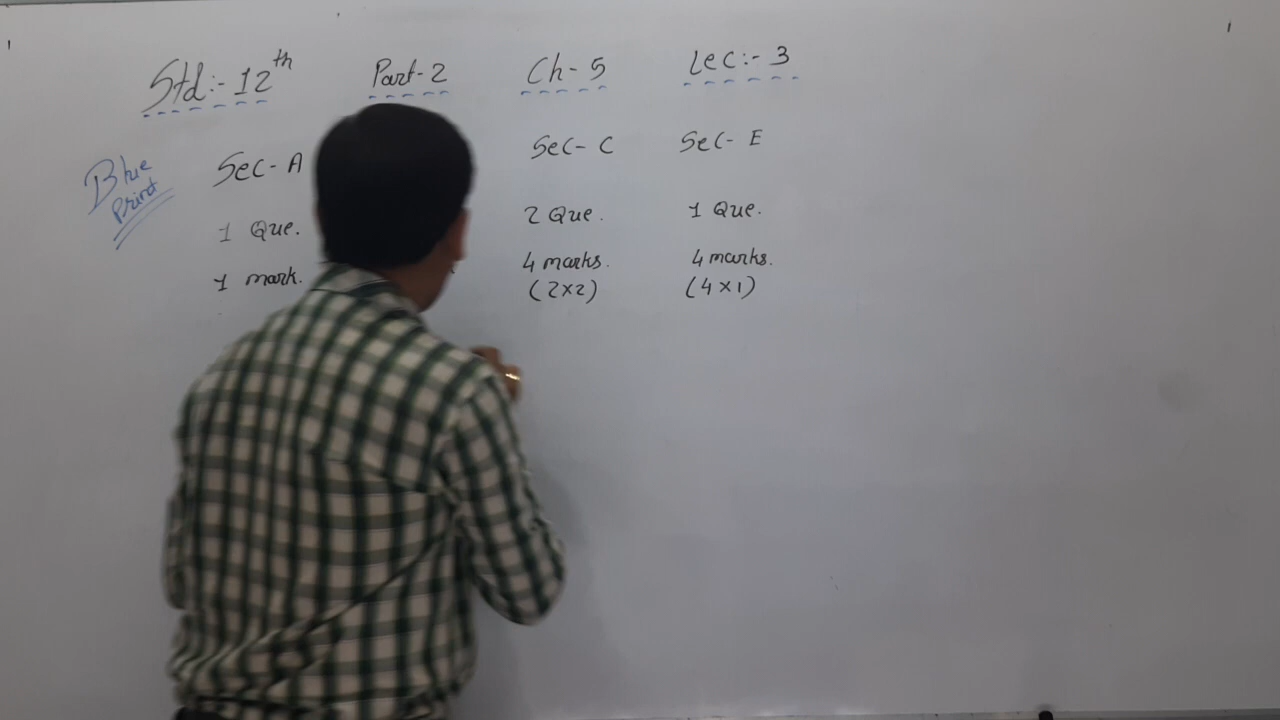 Std:- 12th Part-2 Ch-5 Lec:- 3
Blue
Print
Sec-A Sec-C Sec-E
1 Que. 2 Que. 1 Que.
1 mark. 4 marks. 4 marks.
(2×2) (4×1)